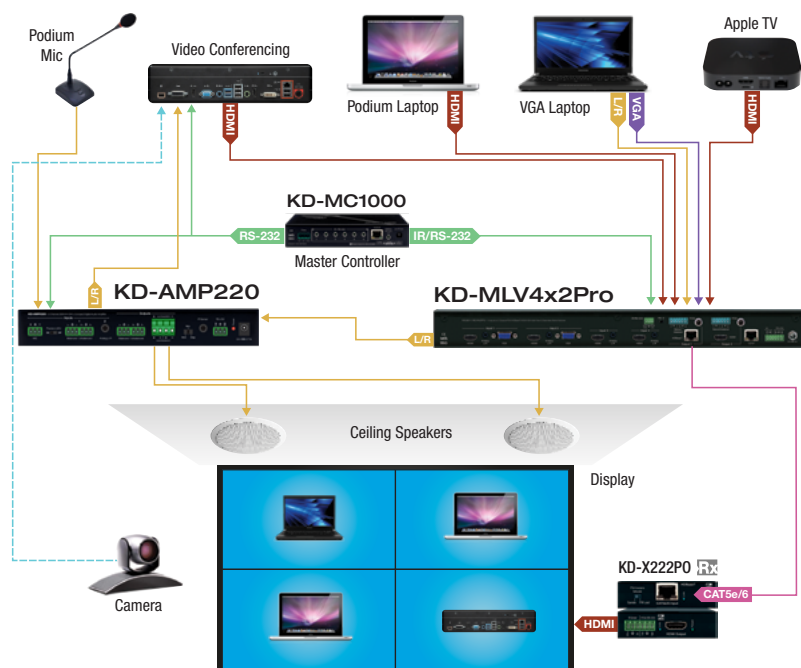 Podium
Mic
Video Conferencing
Apple TV
Podium Laptop
VGA Laptop
HDMI
HDMI
L/R
VGA
HDMI
KD-MC1000
RS-232
IR/RS-232
Master Controller
L/R
KD-AMP220
KD-MLV4x2Pro
L/R
Ceiling Speakers
Display
KD-X222PO Rx
CAT5e/6
HDMI
Camera